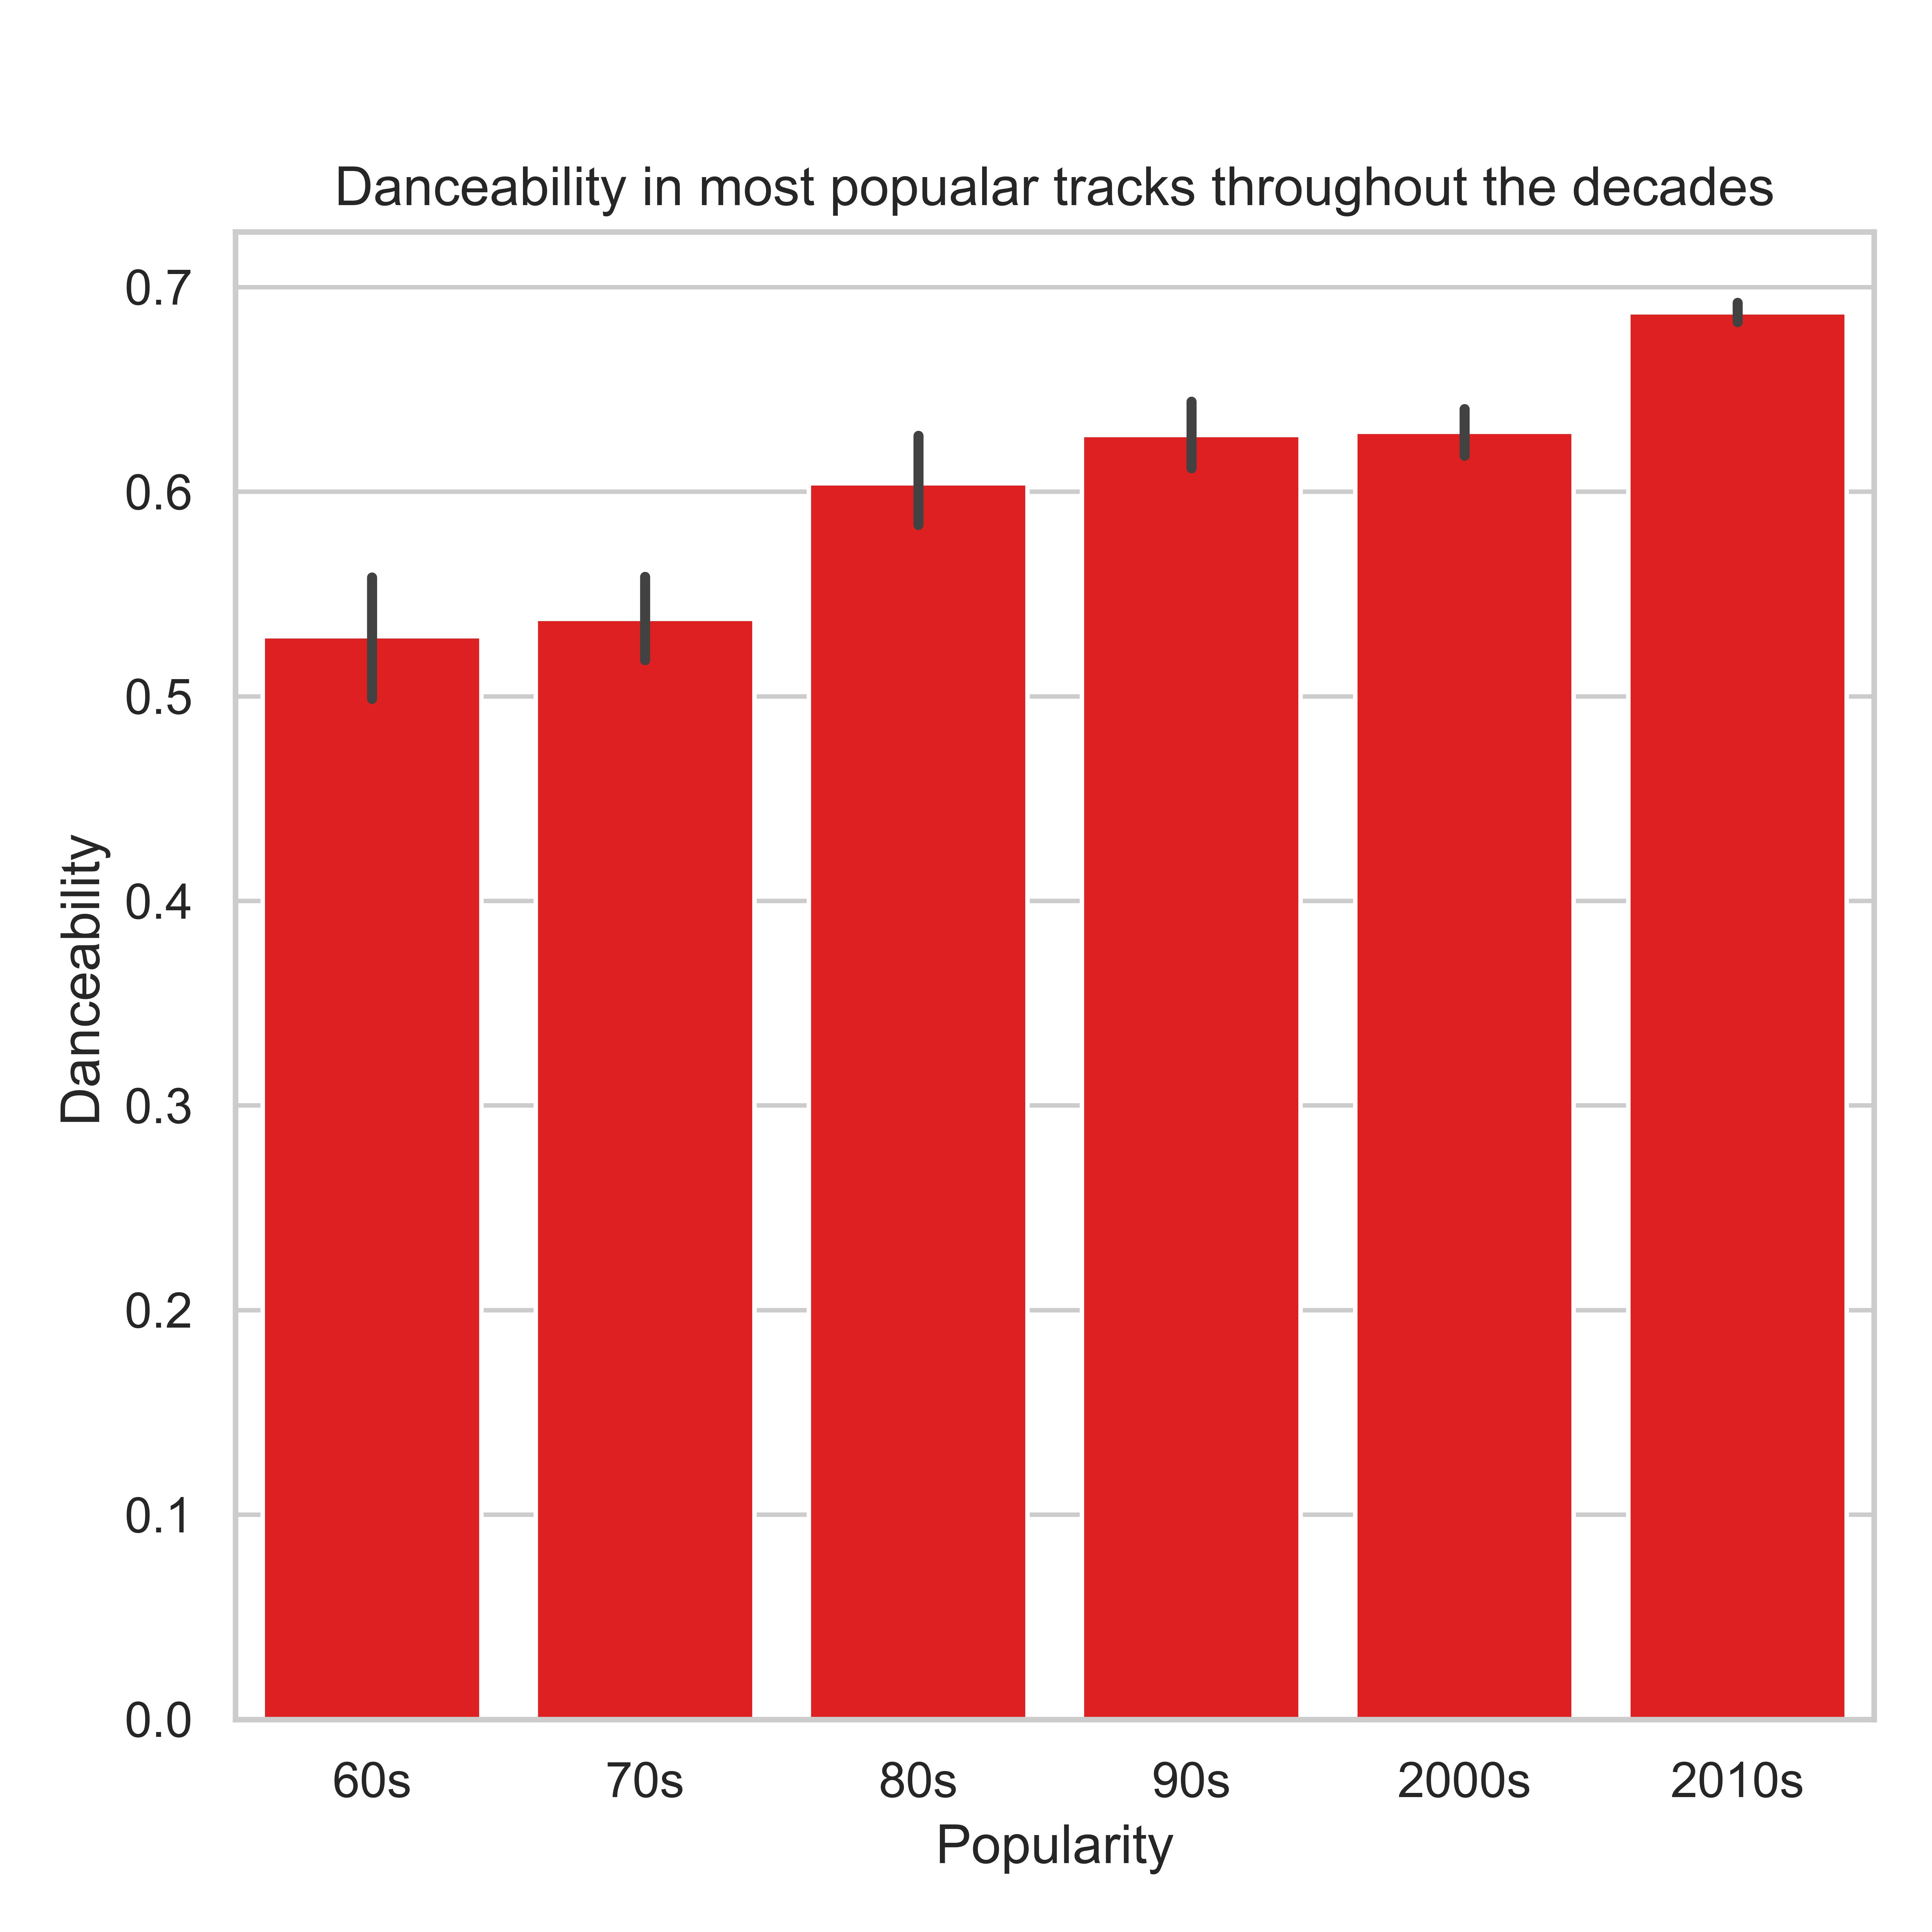 Danceability in most popualar tracks throughout the decades
Danceability
0.7
0.6
0.5
0.4
0.3
0.2
0.1
0.0
60s
70s
80s
90s
2000s
2010s
Popularity